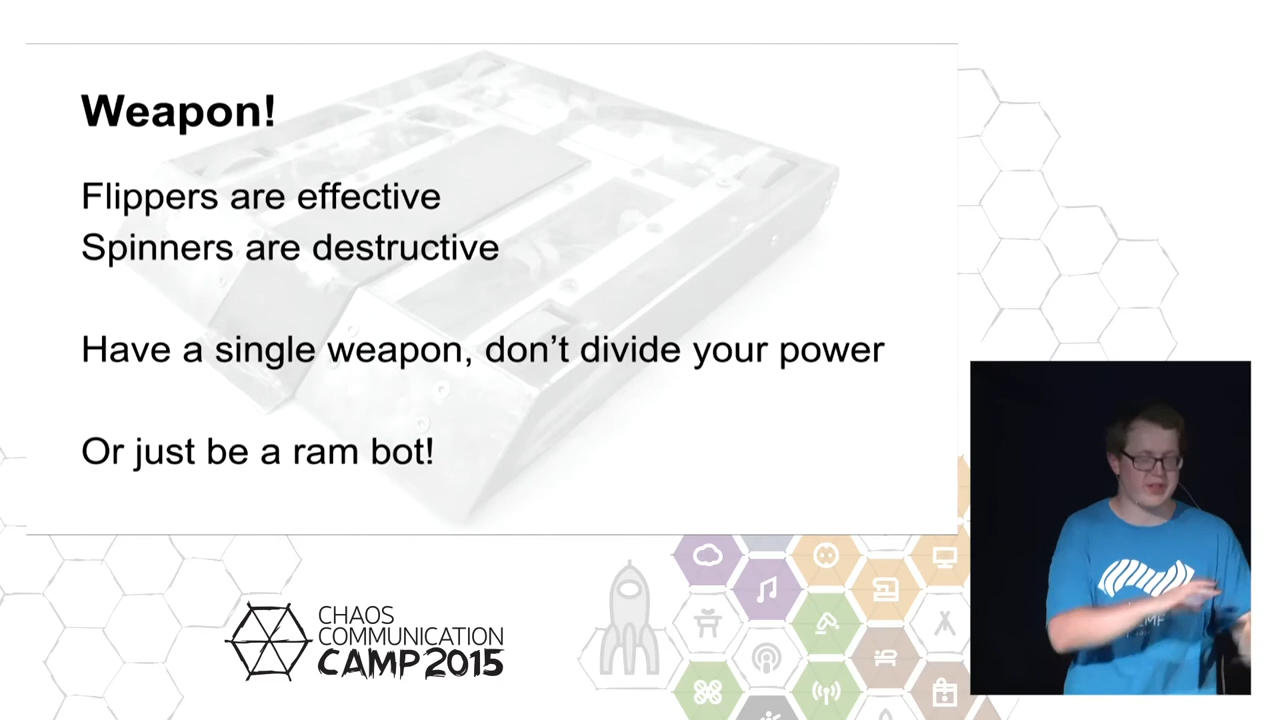 Weapon!
Flippers are effective
Spinners are destructive
Have a single weapon, don’t divide your power
Or just be a ram bot!
CHAOS
COMMUNICATION
CAMP 2015